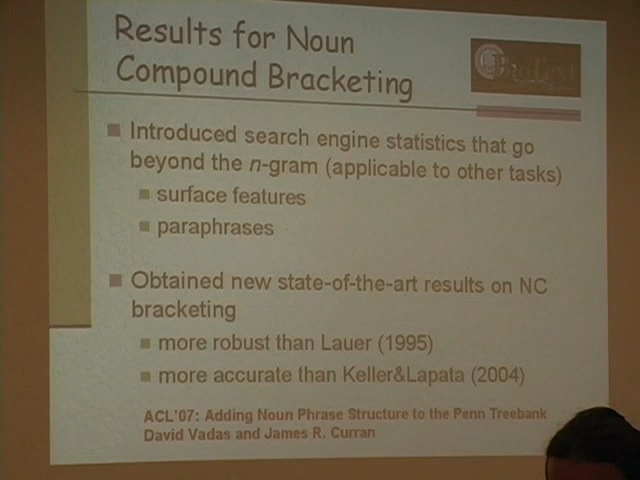 Results for Noun
Compound Bracketing
BioText
Introduced search engine statistics that go
beyond the n-gram (applicable to other tasks)
surface features
paraphrases
Obtained new state-of-the-art results on NC
bracketing
more robust than Lauer (1995)
more accurate than Keller&Lapata (2004)
ACL'07: Adding Noun Phrase Structure to the Penn Treebank
David Vadas and James R. Curran